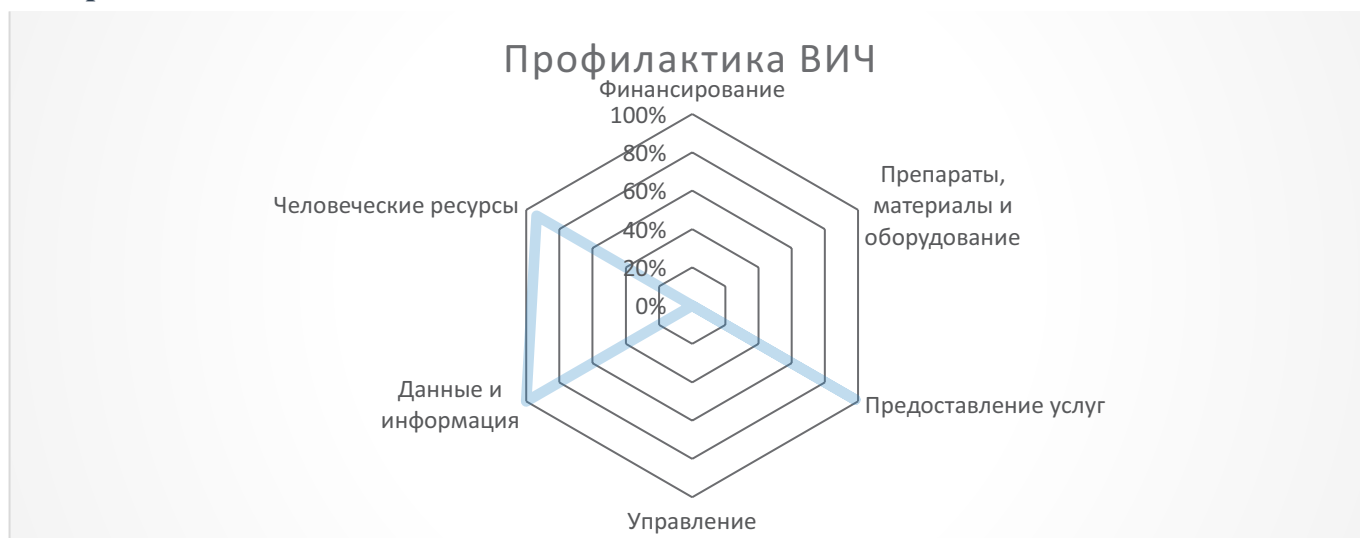 Профилактика ВИЧ
Финансирование
100%
80%
60%
40%
20%
0%
Препараты,
материалы и
оборудование
Предоставление услуг
Управление
Данные и
информация
Человеческие ресурсы